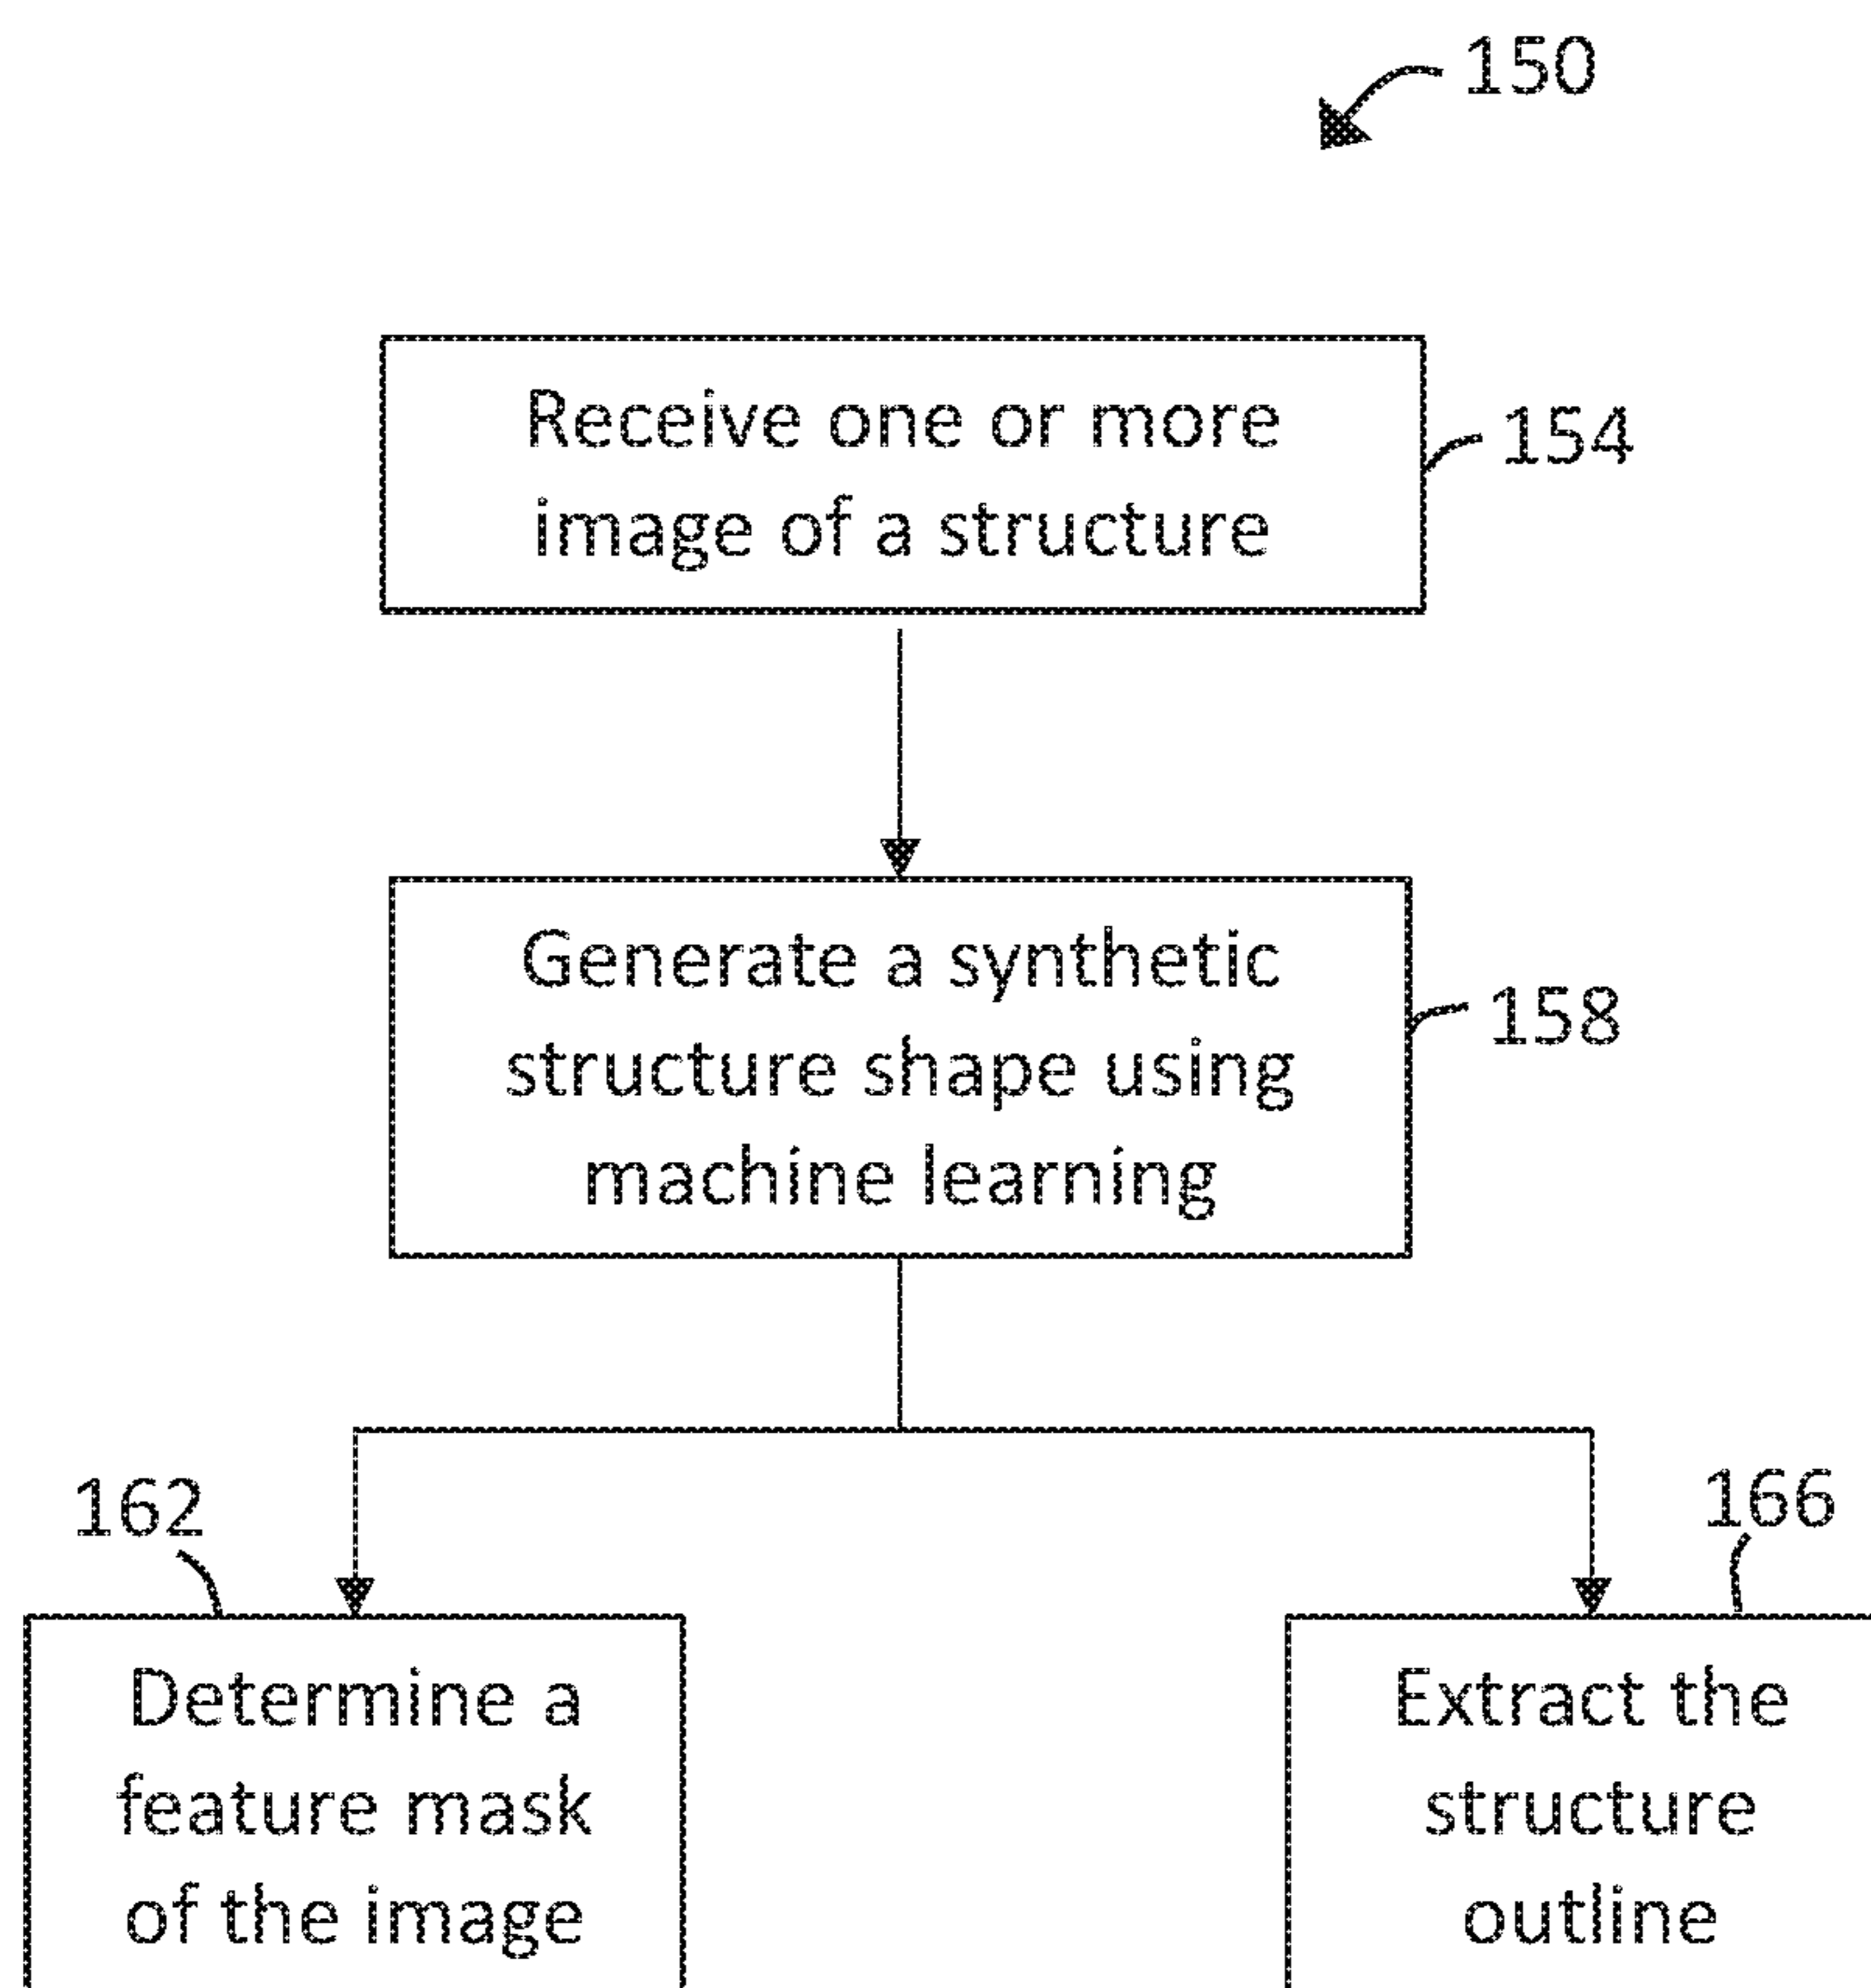 150
Receive one or more
image of a structure
154
Generate a synthetic
structure shape using
machine learning
158
162
166
Determine a
feature mask
of the image
Extract the
structure
outline